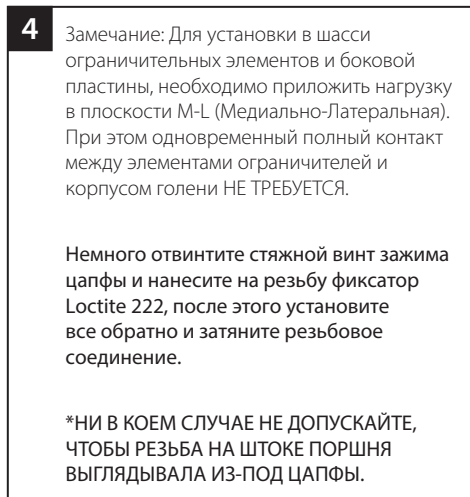 4
Замечание: Для установки в шасси
ограничительных элементов и боковой
пластины, необходимо приложить нагрузку
в плоскости M-L (Медиально-Латеральная).
При этом одновременный полный контакт
между элементами ограничителей и
корпусом голени НЕ ТРЕБУЕТСЯ.
Немного отвинтите стяжной винт зажима
цапфы и нанесите на резьбу фиксатор
Loctite 222, после этого установите
все обратно и затяните резьбовое
соединение.
*НИ В КОЕМ СЛУЧАЕ НЕ ДОПУСКАЙТЕ,
ЧТОБЫ РЕЗЬБА НА ШТОКЕ ПОРШНЯ
ВЫГЛЯДЫВАЛА ИЗ-ПОД ЦАПФЫ.